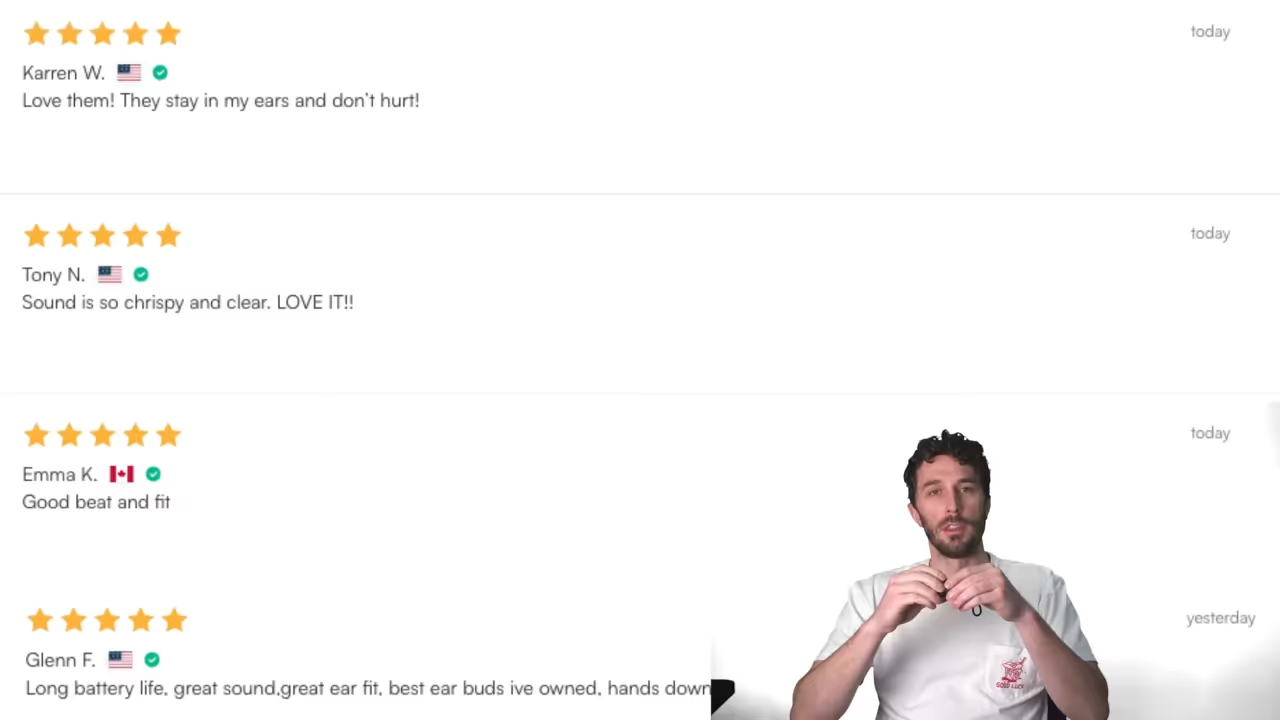 today
Karren W.
Love them! They stay in my ears and don't hurt!
today
Tony N.
Sound is so chrispy and clear. LOVE IT!!
today
Emma K.
Good beat and fit
yesterday
Glenn F.
Long battery life, great sound,great ear fit, best ear buds ive owned, hands down
GOOD LUCK